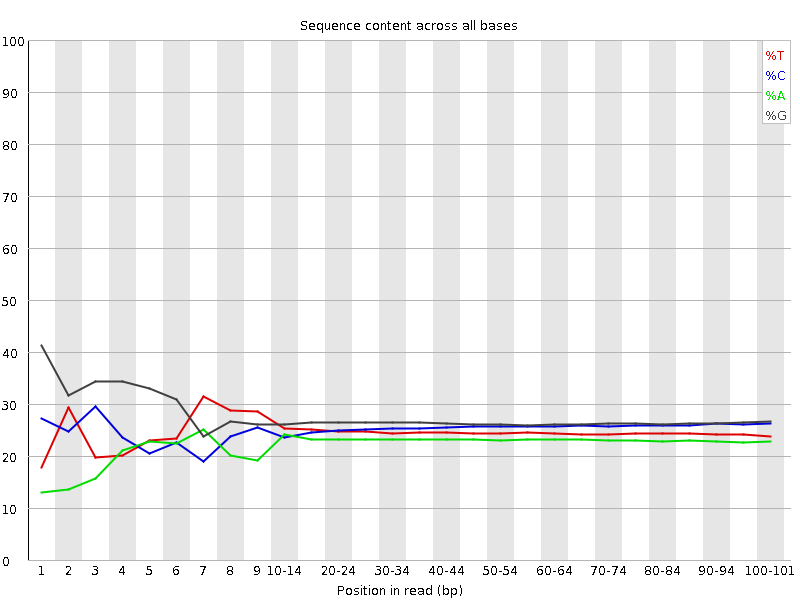 Sequence content across all bases
100
90
80
70
60
50
40
30
20
10
0
%T
%C
%A
%G
1 2 3 4 5 6 7 8 9 10-14 20-24 30-34 40-44 50-54 60-64 70-74 80-84 90-94 100-101
Position in read (bp)